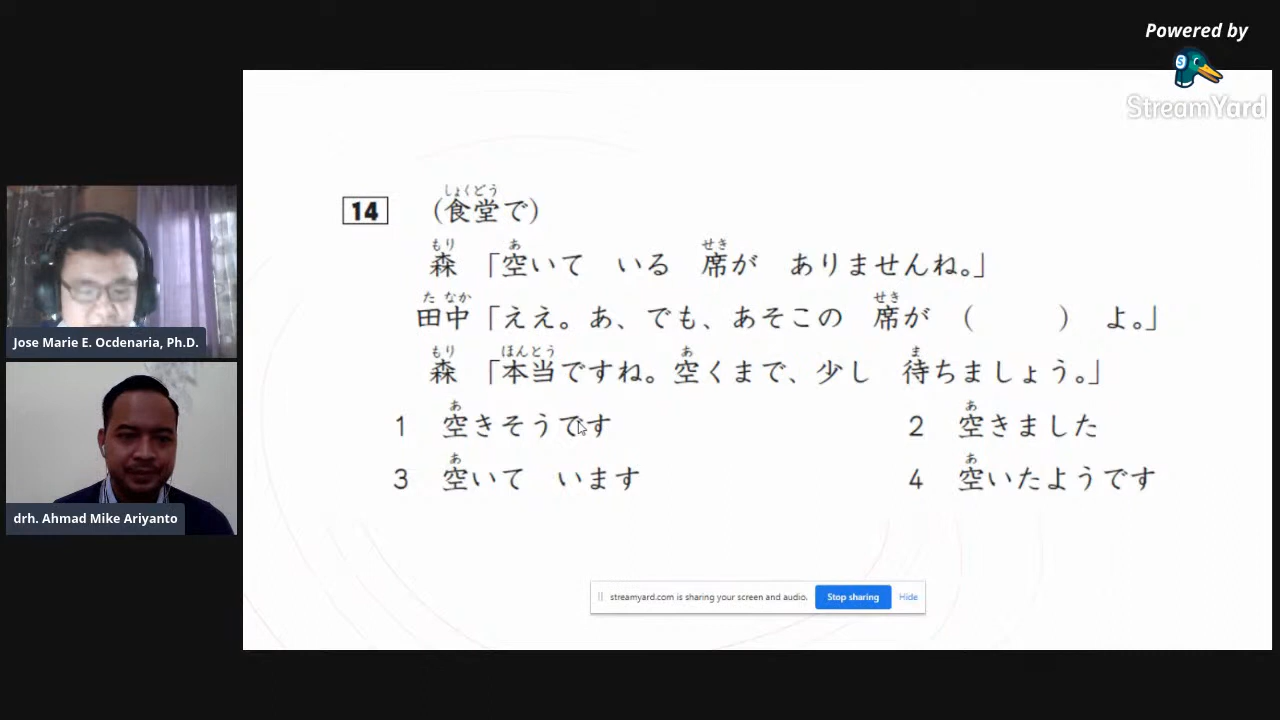 Powered by
StreamYard
14 (食堂で)
しょくどう
森「空いて いる 席が ありませんね。」
もり あ せき
田中「ええ。あ、でも、あそこの 席が ( ) よ。」
た なか せき
森「本当ですね。空くまで、少し 待ちましょう。」
もり ほんとう あ ま
1 空きそうです 2 空きました
あ あ
3 空いて います 4 空いたようです
あ あ
Jose Marie E. Ocdenaria, Ph.D.
drh. Ahmad Mike Ariyanto
streamyard.com is sharing your screen and audio. Stop sharing Hide